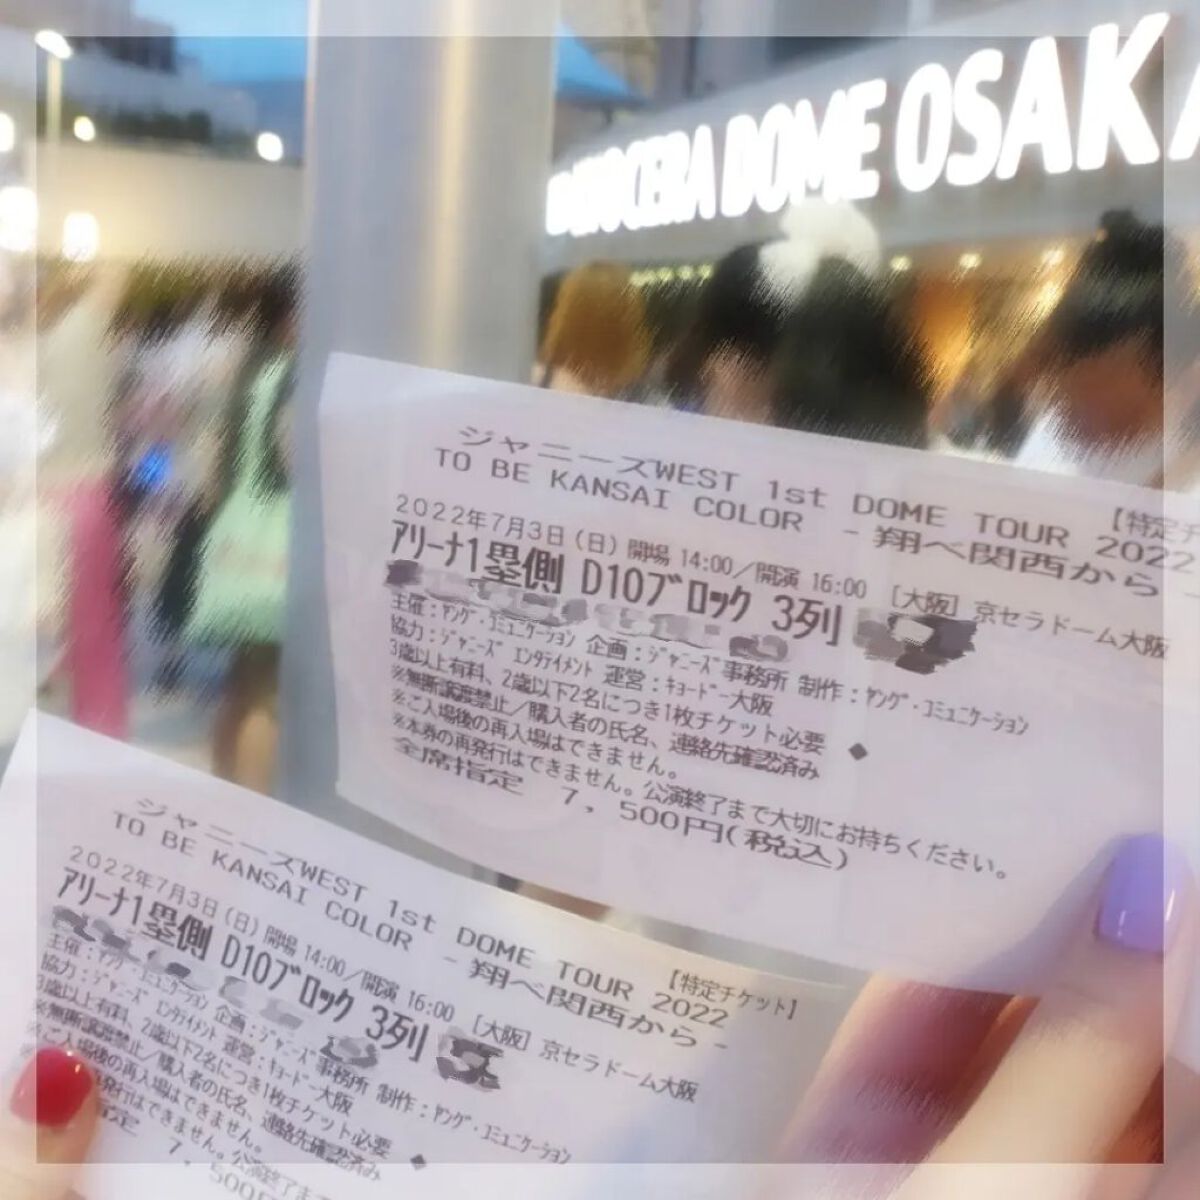 KYOCERA DOME OSAKA
ジャニーズWEST 1st DOME TOUR 2022
TO BE KANSAI COLOR -翔べ関西から-
【特定チ
2022年7月3日(日) 開場 14:00/開演 16:00 [大阪] 京セラドーム大阪
アリーナ1塁側 D10ブロック 3列
主催:ヤング・コミュニケーション 企画:ジャニーズ事務所 制作:ヤング・コミュニケーション
協力:ジャニーズ エンタテイメント 運営:キョードー大阪
3歳以上有料、2歳以下2名につき1枚チケット必要
※無断譲渡禁止/購入者の氏名、連絡先確認済み ◆
※ご入場後の再入場はできません。
※本券の再発行はできません。公演終了まで大切にお持ちください。
全席指定 7,500円(税込)
ジャニーズWEST 1st DOME TOUR 2022
TO BE KANSAI COLOR -翔べ関西から-
【特定チケット】
2022年7月3日(日) 開場 14:00/開演 16:00 [大阪] 京セラドーム大阪
アリーナ1塁側 D10ブロック 3列
主催:ヤング・コミュニケーション 企画:ジャニーズ事務所 制作:ヤング・コミュニケーション
協力:ジャニーズ エンタテイメント 運営:キョードー大阪
3歳以上有料、2歳以下2名につき1枚チケット必要
※無断譲渡禁止/購入者の氏名、連絡先確認済み ◆
※ご入場後の再入場はできません。
再発行はできません。公演終了まで
指定 7,500円